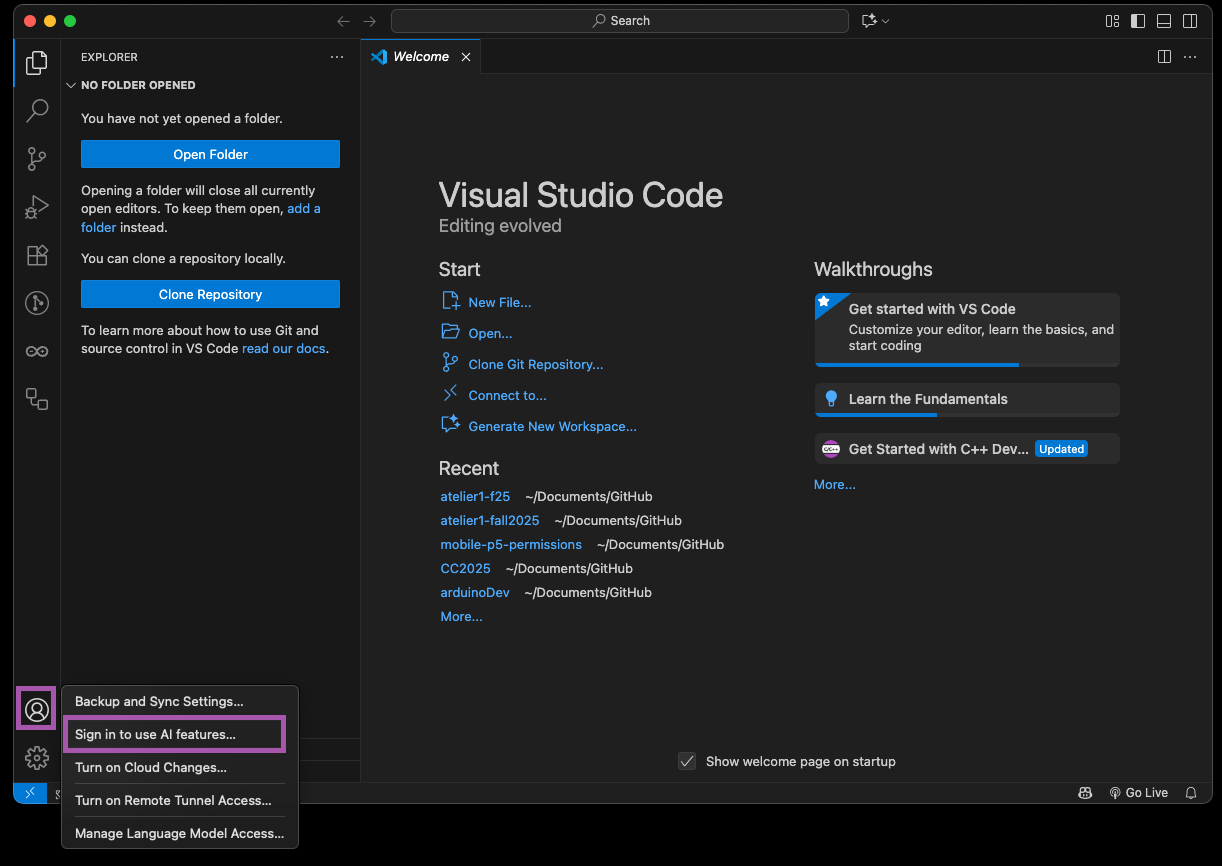 Search
EXPLORER
NO FOLDER OPENED
You have not yet opened a folder.
Open Folder
Opening a folder will close all currently
open editors. To keep them open, add a
folder instead.
You can clone a repository locally.
Clone Repository
To learn more about how to use Git and
source control in VS Code read our docs.
Welcome
Visual Studio Code
Editing evolved
Start
New File...
Open...
Clone Git Repository...
Connect to...
Generate New Workspace...
Recent
atelier1-f25 ~/Documents/GitHub
atelier1-fall2025 ~/Documents/GitHub
mobile-p5-permissions ~/Documents/GitHub
CC2025 ~/Documents/GitHub
arduinoDev ~/Documents/GitHub
More...
Walkthroughs
Get started with VS Code
Customize your editor, learn the basics, and
start coding
Learn the Fundamentals
C/C++
Get Started with C++ Dev... Updated
More...
Show welcome page on startup
Backup and Sync Settings...
Sign in to use AI features...
Turn on Cloud Changes...
Turn on Remote Tunnel Access...
Manage Language Model Access...
Go Live